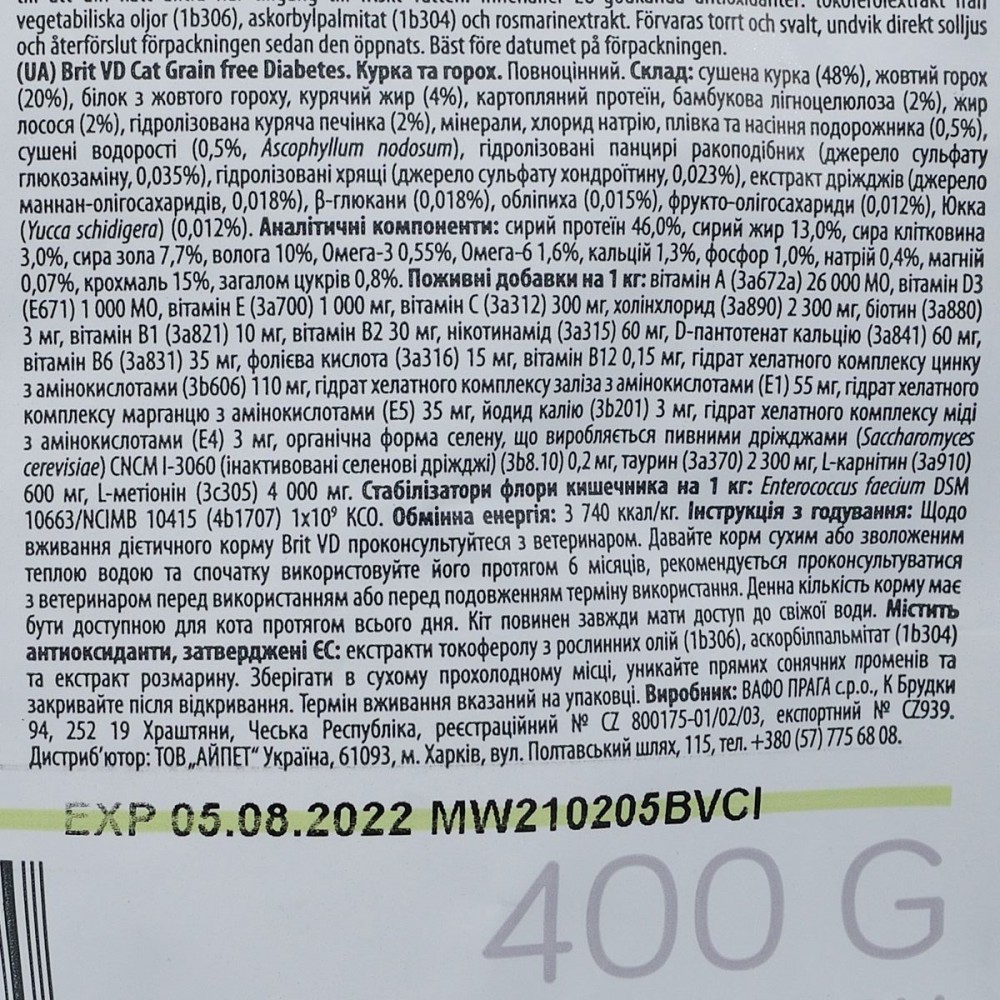 vegetabiliska oljor (1b306), askorbylpalmitat (1b304) och rosmarinextrakt. Förvaras torrt och svalt, undvik direkt solljus
och återförslut förpackningen sedan den öppnats. Bäst före datumet på förpackningen.
(UA) Brit VD Cat Grain free Diabetes. Курка та горох. Повноцінний. Склад: сушена курка (48%), жовтий горох
(20%), білок з жовтого гороху, курячий жир (4%), картопляний протеїн, бамбукова лігноцелюлоза (2%), жир
лосося (2%), гідролізована куряча печінка (2%), мінерали, хлорид натрію, плівка та насіння подорожника (0,5%),
сушені водорості (0,5%, Ascophyllum nodosum), гідролізовані панцирі ракоподібних (джерело сульфату
глюкозаміну, 0,035%), гідролізовані хрящі (джерело сульфату хондроїтину, 0,023%), екстракт дріжджів (джерело
маннан-олігосахаридів, 0,018%), β-глюкани (0,018%), обліпиха (0,015%), фрукто-олігосахариди (0,012%), Юкка
(Yucca schidigera) (0,012%). Аналітичні компоненти: сирий протеїн 46,0%, сирий жир 13,0%, сира клітковина
3,0%, сира зола 7,7%, волога 10%, Омега-3 0,55%, Омега-6 1,6%, кальцій 1,3%, фосфор 1,0%, натрій 0,4%, магній
0,07%, крохмаль 15%, загалом цукрів 0,8%. Поживні добавки на 1 кг: вітамін A (3a672a) 26 000 МО, вітамін D3
(E671) 1 000 МО, вітамін E (3a700) 1 000 мг, вітамін C (3a312) 300 мг, холінхлорид (3a890) 2 300 мг, біотин (3a880)
3 мг, вітамін B1 (3a821) 10 мг, вітамін B2 30 мг, нікотинамід (3a315) 60 мг, D-пантотенат кальцію (3a841) 60 мг,
вітамін B6 (3a831) 35 мг, фолієва кислота (3a316) 15 мг, вітамін B12 0,15 мг, гідрат хелатного комплексу цинку
з амінокислотами (3b606) 110 мг, гідрат хелатного комплексу заліза з амінокислотами (E1) 55 мг, гідрат хелатного
комплексу марганцю з амінокислотами (E5) 35 мг, йодид калію (3b201) 3 мг, гідрат хелатного комплексу міді
з амінокислотами (E4) 3 мг, органічна форма селену, що виробляється пивними дріжджами (Saccharomyces
cerevisiae) CNCM I-3060 (інактивовані селенові дріжджі) (3b8.10) 0,2 мг, таурин (3a370) 2 300 мг, L-карнітин (3a910)
600 мг, L-метіонін (3c305) 4 000 мг. Стабілізатори флори кишечника на 1 кг: Enterococcus faecium DSM
10663/NCIMB 10415 (4b1707) 1x10⁹ КСО. Обмінна енергія: 3 740 ккал/кг. Інструкція з годування: Щодо
вживання дієтичного корму Brit VD проконсультуйтеся з ветеринаром. Давайте корм сухим або зволоженим
теплою водою та спочатку використовуйте його протягом 6 місяців, рекомендується проконсультуватися
з ветеринаром перед використанням або перед подовженням терміну використання. Денна кількість корму має
бути доступною для кота протягом всього дня. Кіт повинен завжди мати доступ до свіжої води. Містить
антиоксиданти, затверджені ЄС: екстракти токоферолу з рослинних олій (1b306), аскорбілпальмітат (1b304)
та екстракт розмарину. Зберігати в сухому прохолодному місці, уникайте прямих сонячних променів та
закривайте після відкривання. Термін вживання вказаний на упаковці. Виробник: ВАФО ПРАГА с.р.о., К Брудки
94, 252 19 Храштяни, Чеська Республіка, реєстраційний № CZ 800175-01/02/03, експортний № CZ939.
Дистриб'ютор: ТОВ „АЙПЕТ" Україна, 61093, м. Харків, вул. Полтавський шлях, 115, тел. +380 (57) 775 68 08.
EXP 05.08.2022 MW210205BVCI
400 G